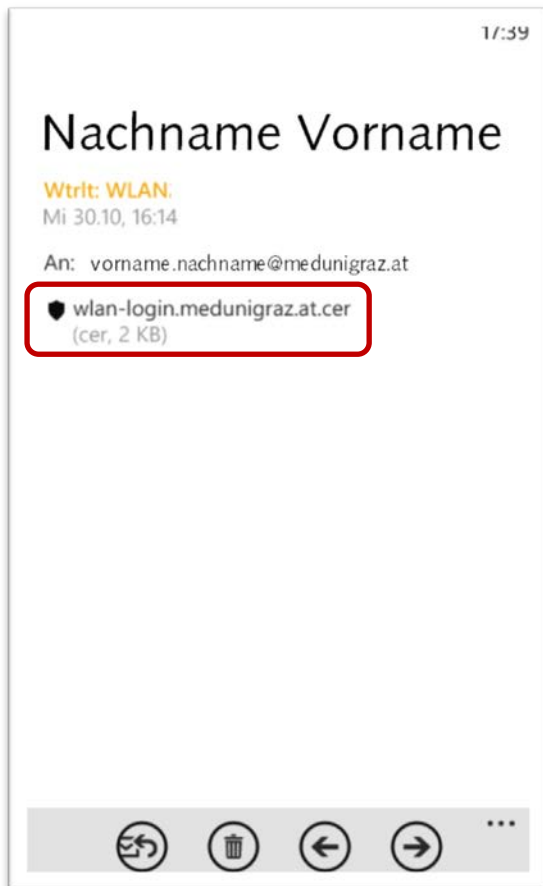 17:39
Nachname Vorname
Wtrlt: WLAN:
Mi 30.10, 16:14
An: vorname.nachname@medunigraz.at
wlan-login.medunigraz.at.cer
(cer, 2 KB)